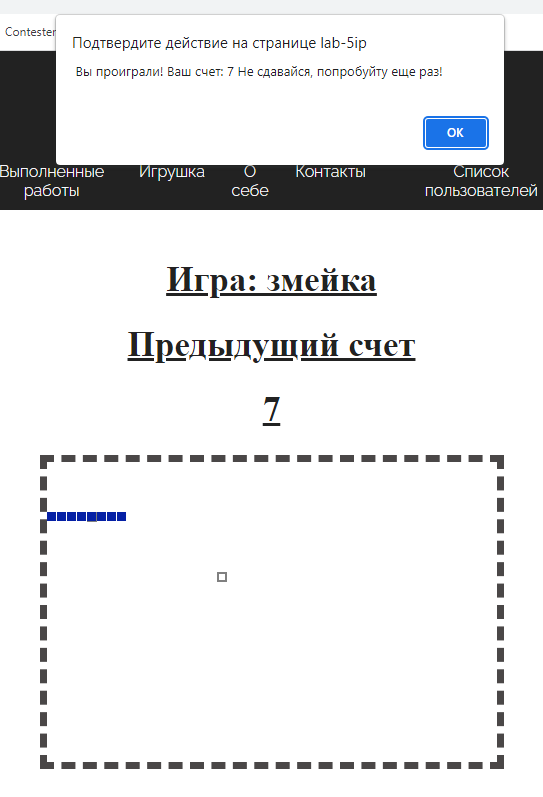 Contester
Подтвердите действие на странице lab-5ip
Вы проиграли! Ваш счет: 7 Не сдавайся, попробуйту еще раз!
ОК
Выполненные
работы
Игрушка
О
себе
Контакты
Список
пользователей
Игра: змейка
Предыдущий счет
7